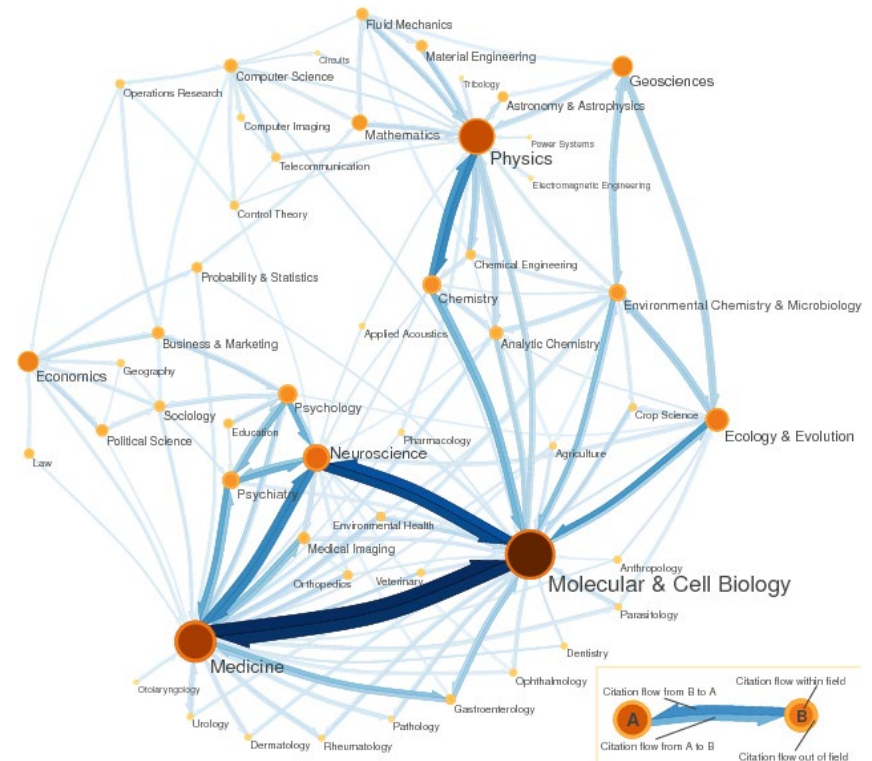 Fluid Mechanics
Circuits
Material Engineering
Computer Science
Geosciences
Tribology
Operations Research
Astronomy & Astrophysics
Computer Imaging
Mathematics
Power Systems
Physics
Telecommunication
Electromagnetic Engineering
Control Theory
Chemical Engineering
Probability & Statistics
Chemistry
Environmental Chemistry & Microbiology
Applied Acoustics
Business & Marketing
Analytic Chemistry
Economics
Geography
Psychology
Sociology
Crop Science
Education
Political Science
Pharmacology
Ecology & Evolution
Neuroscience
Agriculture
Law
Psychiatry
Environmental Health
Medical Imaging
Anthropology
Orthopedics
Veterinary
Molecular & Cell Biology
Parasitology
Dentistry
Medicine
Ophthalmology
Otolaryngology
Gastroenterology
Urology
Pathology
Dermatology
Rheumatology
Citation flow from B to A
Citation flow within field
A
B
Citation flow from A to B
Citation flow out of field